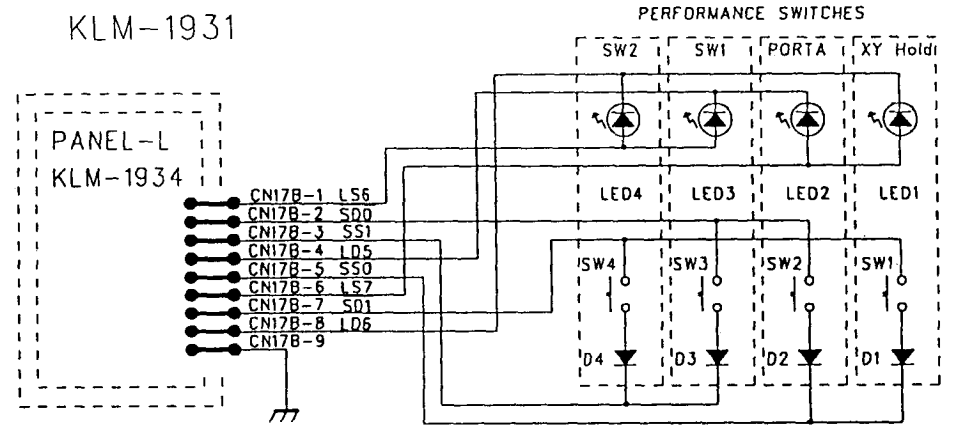 KLM-1931
PERFORMANCE SWITCHES
SW2 SW1 PORTA XY Hold
PANEL-L
KLM-1934
CN17B-1 LS6
CN17B-2 SD0
CN17B-3 SS1
CN17B-4 LD5
CN17B-5 SS0
CN17B-6 LS7
CN17B-7 SD1
CN17B-8 LD6
CN17B-9
LED4 LED3 LED2 LED1
SW4 SW3 SW2 SW1
D4 D3 D2 D1